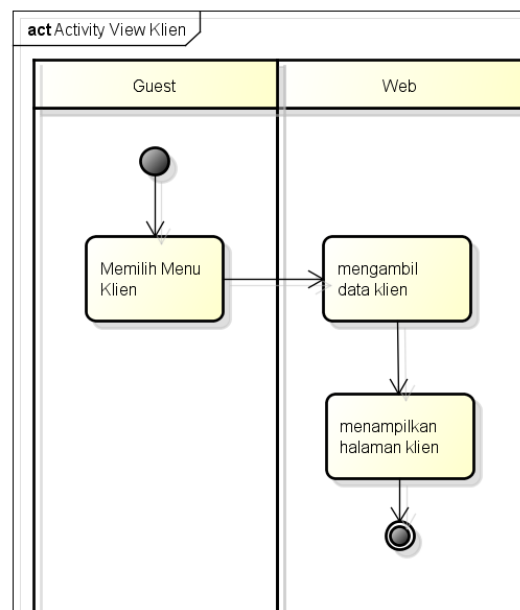 act Activity View Klien
Guest
Web
Memilih Menu
Klien
mengambil
data klien
menampilkan
halaman klien